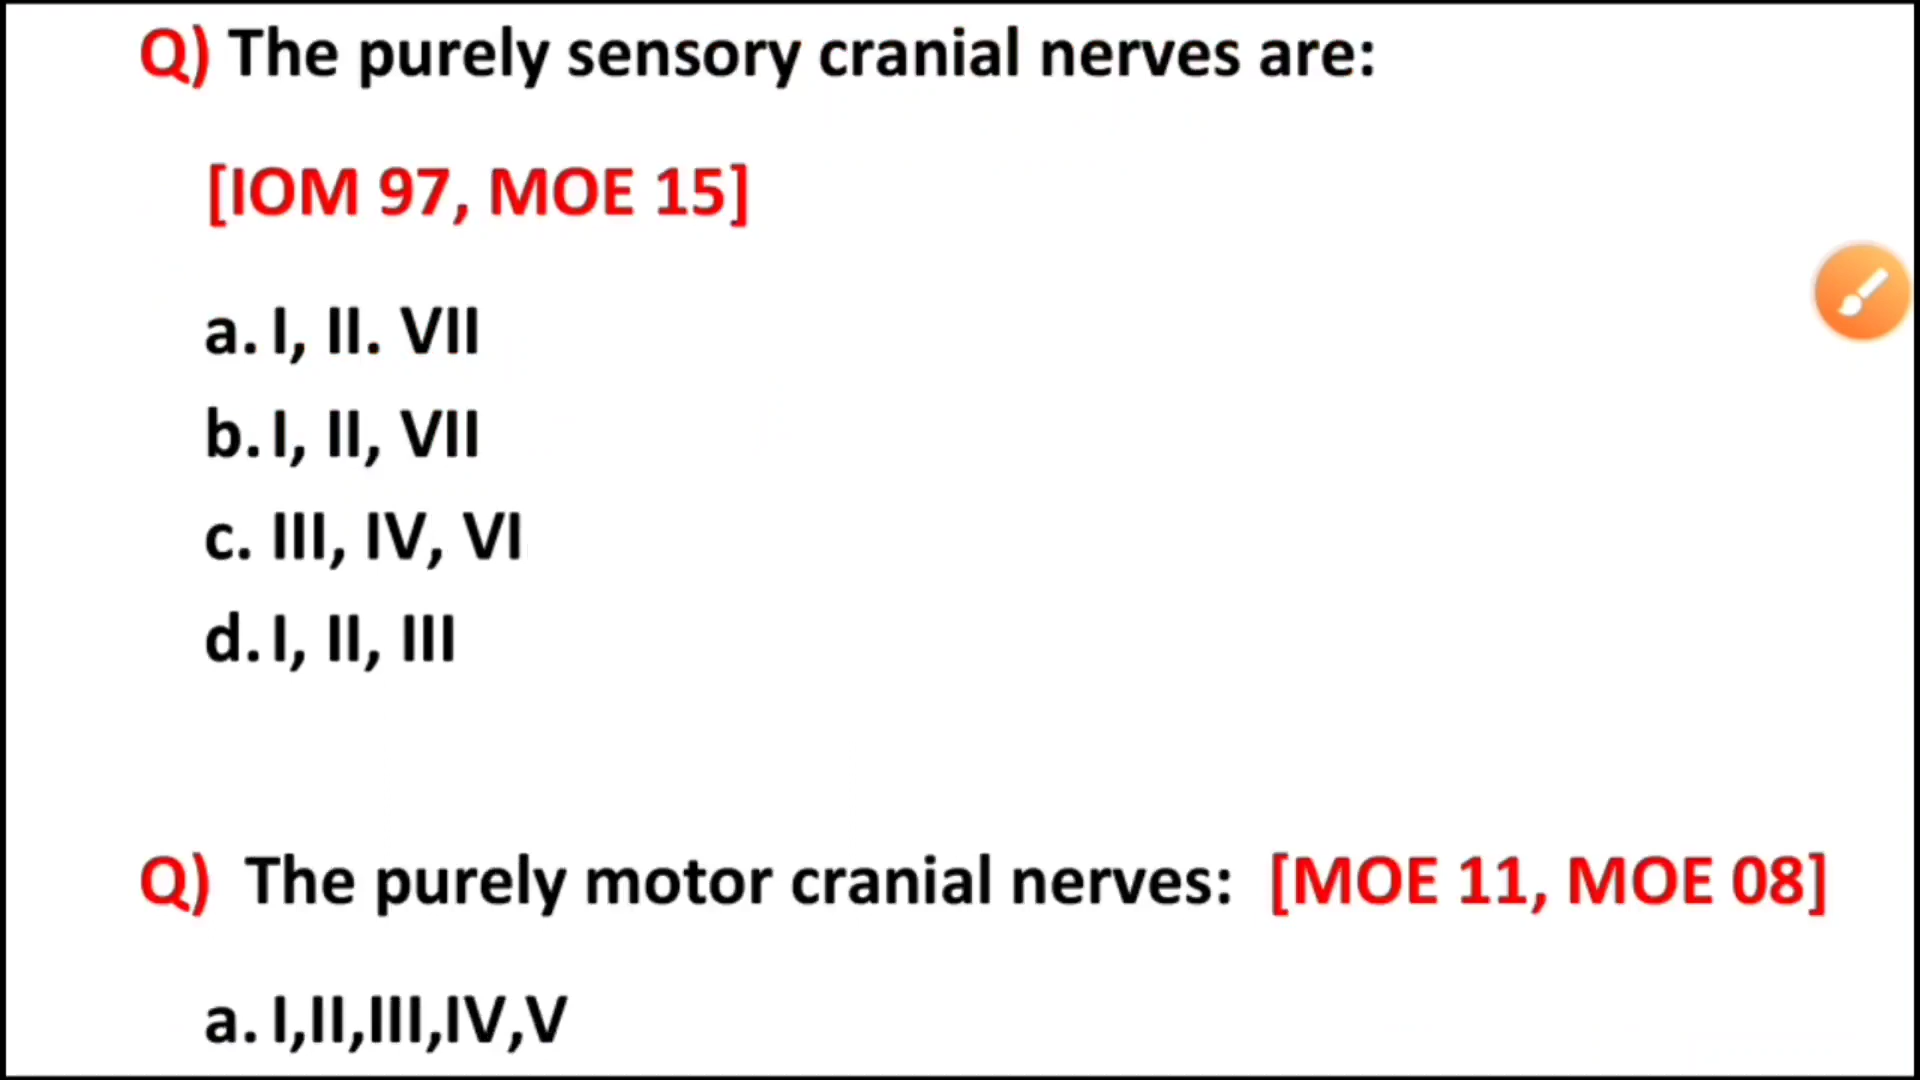 Q) The purely sensory cranial nerves are:
[IOM 97, MOE 15]
a. I, II. VII
b. I, II, VII
c. III, IV, VI
d. I, II, III
Q) The purely motor cranial nerves: [MOE 11, MOE 08]
a. I,II,III,IV,V